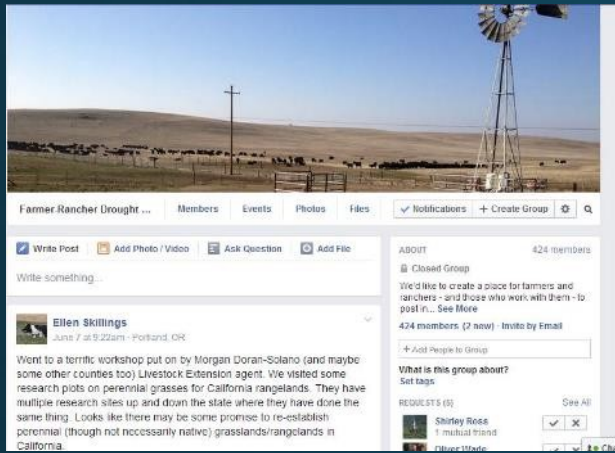 Farmer Rancher Drought ...
Members
Events
Photos
Files
Notifications
+ Create Group
Write Post
Add Photo / Video
Ask Question
Add File
Write something...
Ellen Skillings
June 7 at 9:22am · Portland, OR
Went to a terrific workshop put on by Morgan Doran-Solano (and maybe
some other counties too) Livestock Extension agent. We visited some
research plots on perennial grasses for California rangelands. They have
multiple research sites up and down the state where they have done the
same thing. Looks like there may be some promise to re-establish
perennial (though not necessarily native) grasslands/rangelands in
California.
ABOUT
424 members
Closed Group
We'd like to create a place for farmers and
ranchers - and those who work with them - to
post in... See More
424 members (2 new) · Invite by Email
+ Add People to Group
What is this group about?
Set tags
REQUESTS (5)
See All
Shirley Ross
1 mutual friend
Oliver Wade